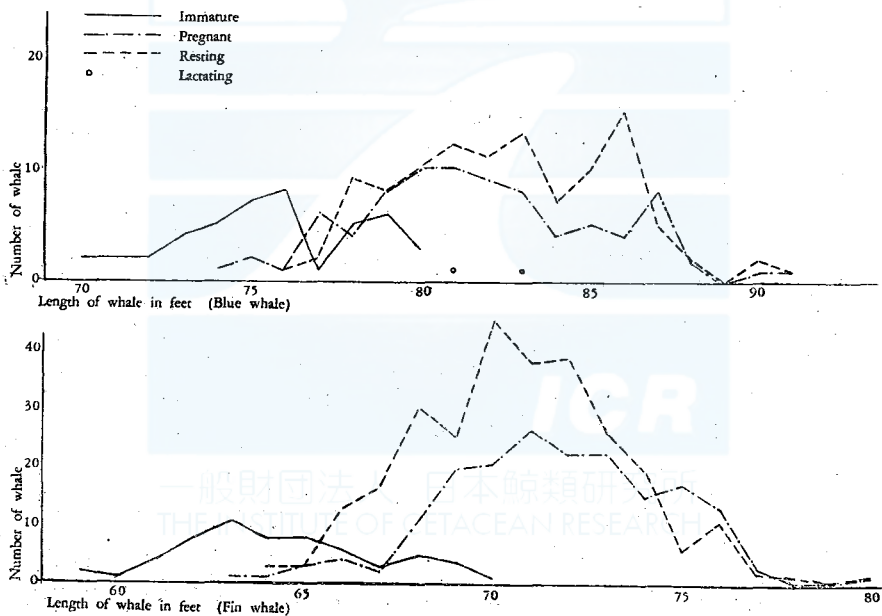 Immature
Pregnant
Resting
Lactating
20
10
0
Number of whale
70 75 80 85 90
Length of whale in feet (Blue whale)
40
30
20
10
0
Number of whale
60 65 70 75 80
Length of whale in feet (Fin whale)
ICR
一般財団法人 日本鯨類研究所
THE INSTITUTE OF CETACEAN RESEARCH